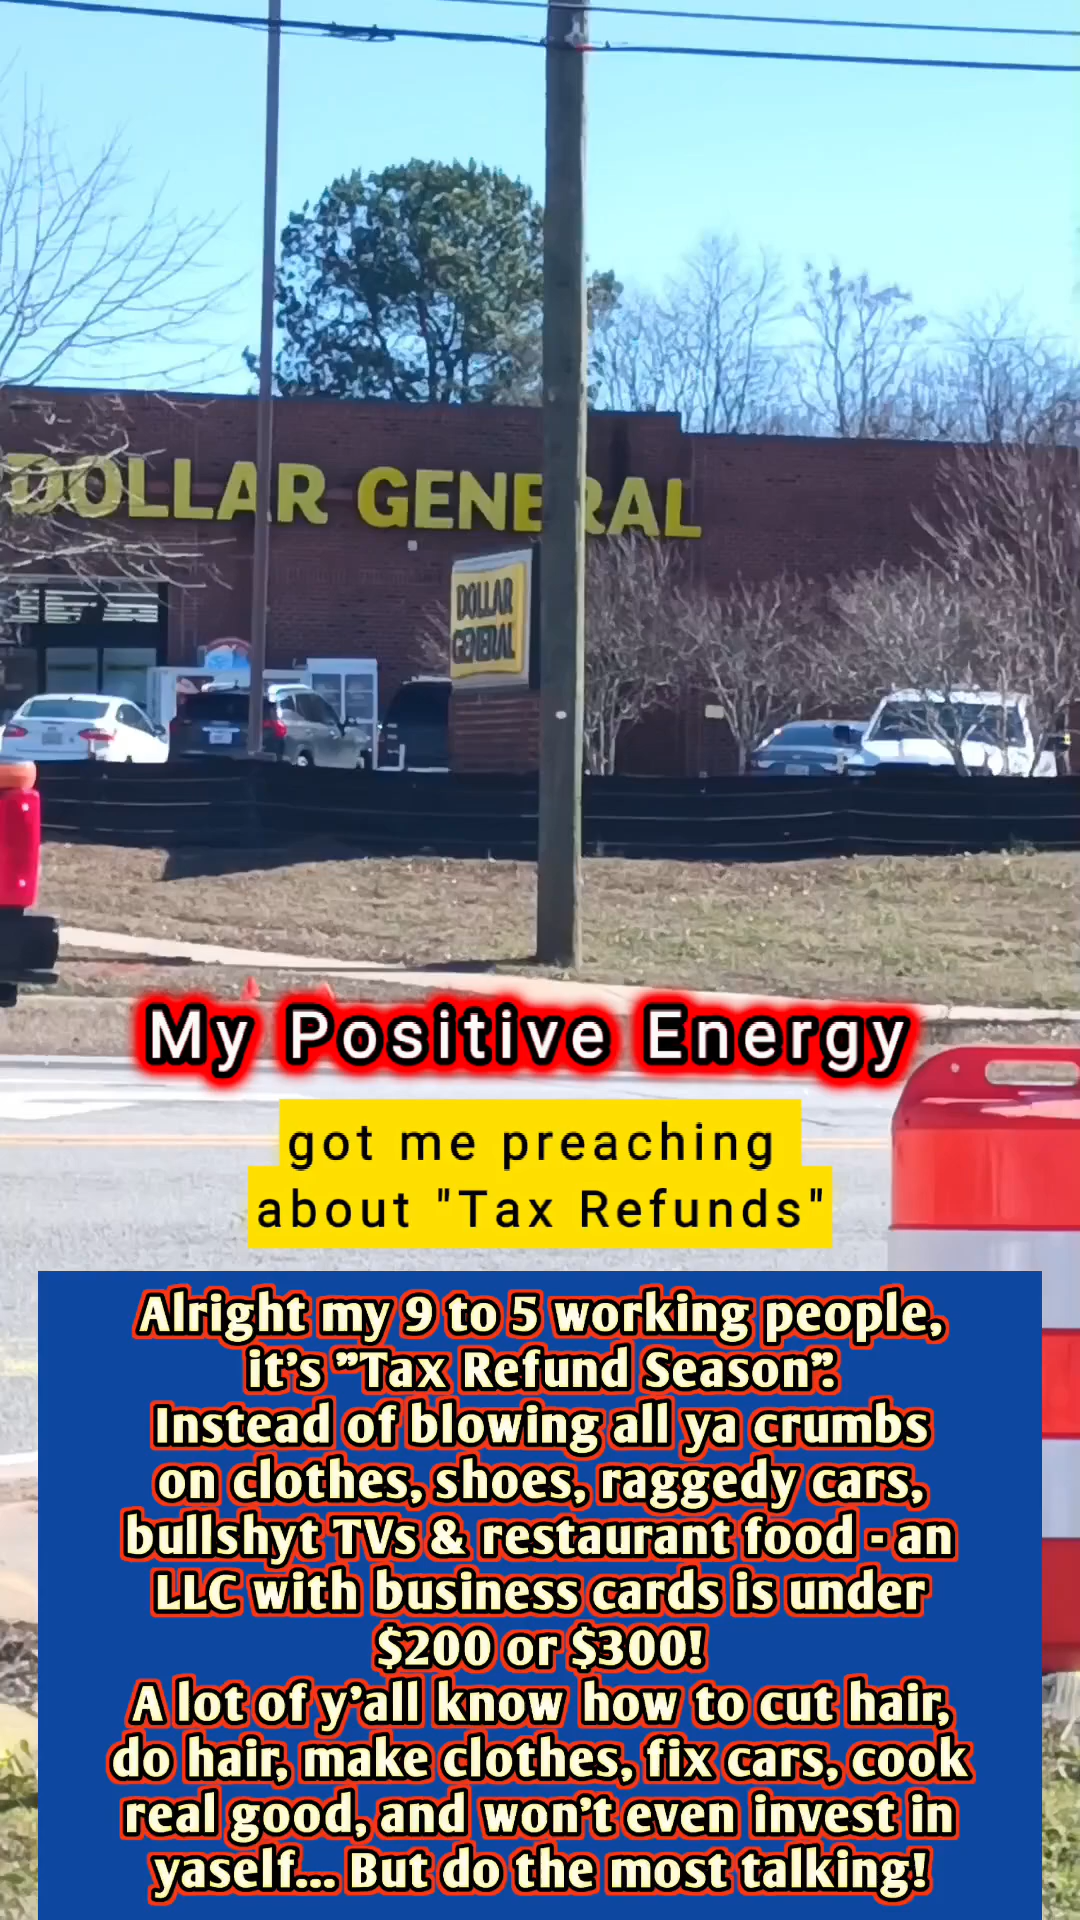 DOLLAR GENERAL
DOLLAR
GENERAL
My Positive Energy
got me preaching
about "Tax Refunds"
Alright my 9 to 5 working people,
it's "Tax Refund Season".
Instead of blowing all ya crumbs
on clothes, shoes, raggedy cars,
bullshyt TVs & restaurant food - an
LLC with business cards is under
$200 or $300!
A lot of y'all know how to cut hair,
do hair, make clothes, fix cars, cook
real good, and won't even invest in
yaself... But do the most talking!